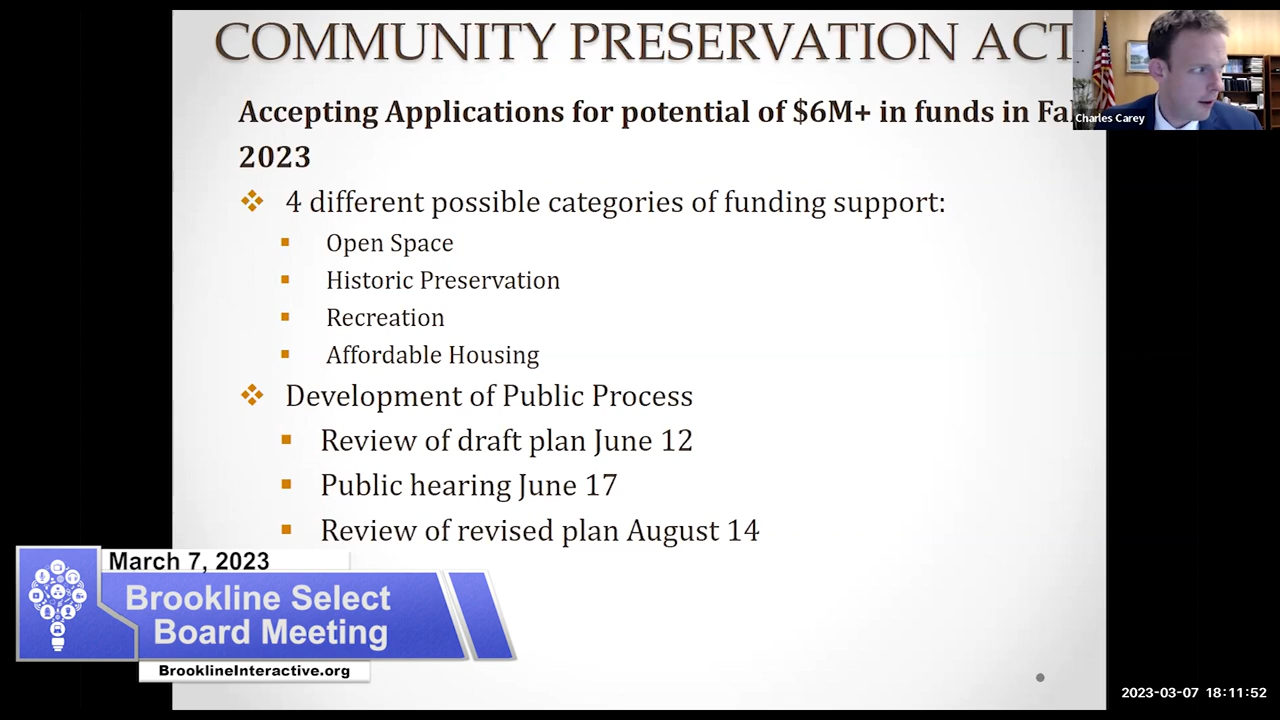 COMMUNITY PRESERVATION ACT
Accepting Applications for potential of $6M+ in funds in
2023
4 different possible categories of funding support:
Open Space
Historic Preservation
Recreation
Affordable Housing
Development of Public Process
Review of draft plan June 12
Public hearing June 17
Review of revised plan August 14
Charles Carey
March 7, 2023
Brookline Select
Board Meeting
BrooklineInteractive.org
2023-03-07 18:11:52